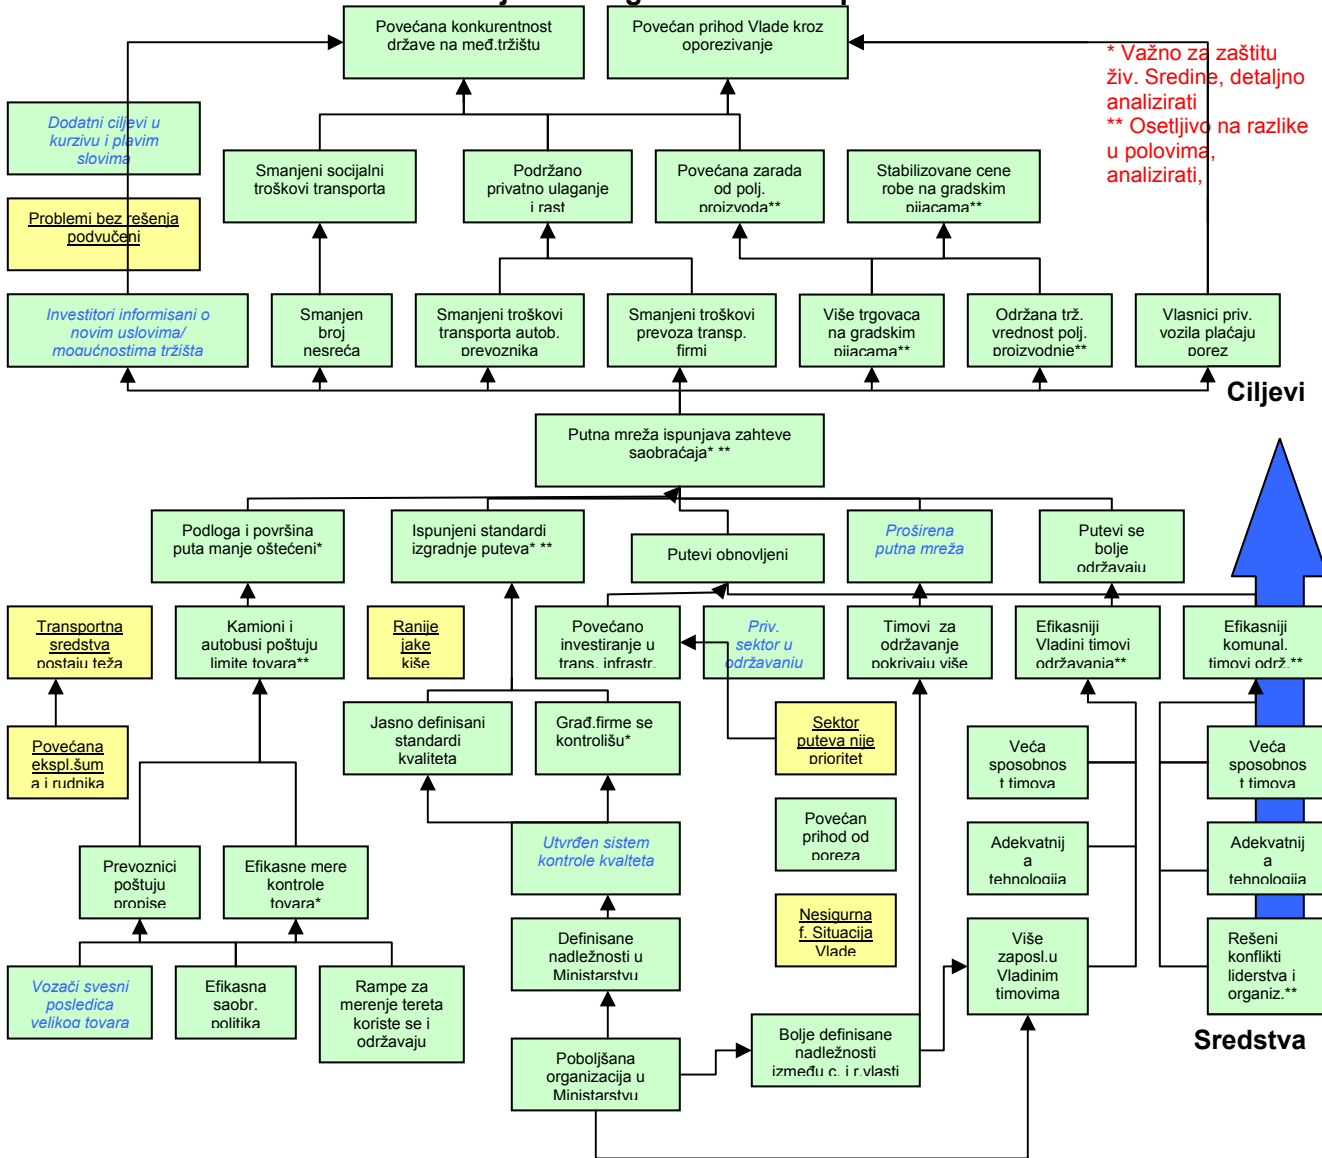 Povećana konkurentnost
države na međ.tržištu
Povećan prihod Vlade kroz
oporezivanje
* Važno za zaštitu
živ. Sredine, detaljno
analizirati
** Osetljivo na razlike
u polovima,
analizirati,
Dodatni ciljevi u
kurzivu i plavim
slovima
Problemi bez rešenja
podvučeni
Smanjeni socijalni
troškovi transporta
Podržano
privatno ulaganje
i rast
Povećana zarada
od polj.
proizvoda**
Stabilizovane cene
robe na gradskim
pijacama**
Investitori informisani o
novim uslovima/
mogućnostima tržišta
Smanjen
broj
nesreća
Smanjeni troškovi
transporta autob.
prevoznika
Smanjeni troškovi
prevoza transp.
firmi
Više trgovaca
na gradskim
pijacama**
Održana trž.
vrednost polj.
proizvodnje**
Vlasnici priv.
vozila plaćaju
porez
Ciljevi
Putna mreža ispunjava zahteve
saobraćaja* **
Podloga i površina
puta manje oštećeni*
Ispunjeni standardi
izgradnje puteva* **
Putevi obnovljeni
Proširena
putna mreža
Putevi se
bolje
održavaju
Transportna
sredstva
postaju teža
Kamioni i
autobusi poštuju
limite tovara**
Ranije
jake
kiše
Povećano
investiranje u
trans. infrastr.
Priv.
sektor u
održavaniu
Timovi za
održavanje
pokrivaju više
Efikasniji
Vladini timovi
održavanja**
Efikasniji
komunal.
timovi održ.**
Povećana
ekspl.šum
a i rudnika
Jasno definisani
standardi
kvaliteta
Građ.firme se
kontrolišu*
Sektor
puteva nije
prioritet
Veća
sposobnos
t timova
Veća
sposobnos
t timova
Prevoznici
poštuju
propise
Efikasne mere
kontrole
tovara*
Utvrđen sistem
kontrole kvalteta
Povećan
prihod od
poreza
Adekvatnij
a
tehnologija
Adekvatnij
a
tehnologija
Vozači svesni
posledica
velikog tovara
Efikasna
saobr.
politika
Rampe za
merenje tereta
koriste se i
održavaju
Definisane
nadležnosti u
Ministarstvu
Nesigurna
f. Situacija
Vlade
Više
zaposl.u
Vladinim
timovima
Rešeni
konflikti
liderstva i
organiz.**
Sredstva
Poboljšana
organizacija u
Ministarstvu
Bolje definisane
nadležnosti
između c. i r.vlasti